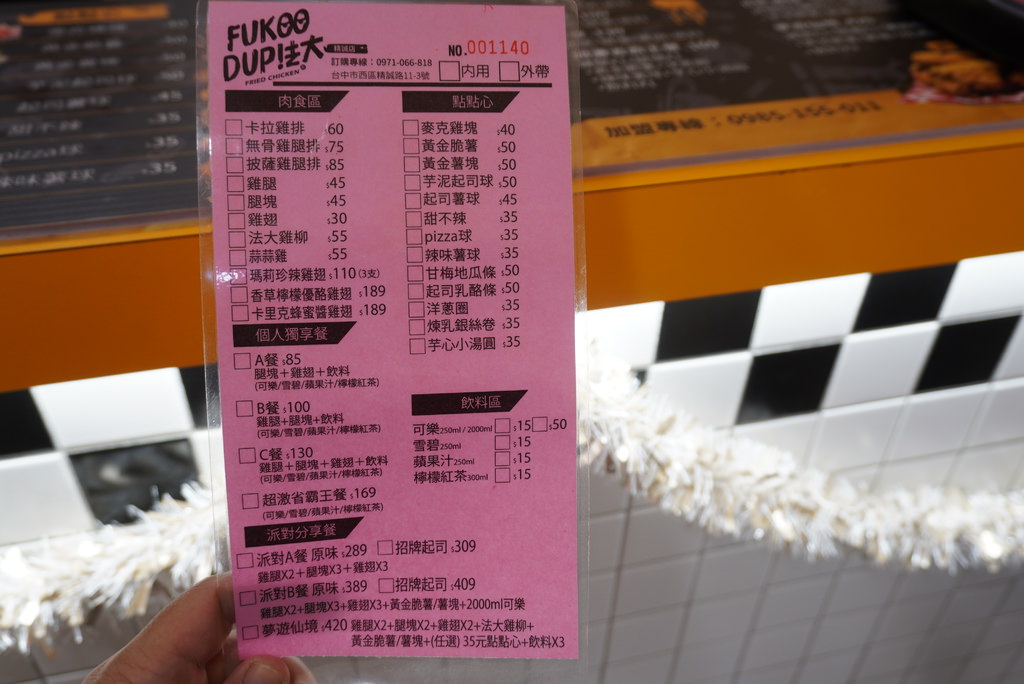 FUKOO
DUP!法大
FRIED CHICKEN
精誠店
NO.001140
訂購專線：0971-066-818
台中市西區精誠路11-3號
內用 外帶
肉食區
卡拉雞排 $60
無骨雞腿排 $75
披薩雞腿排 $85
雞腿 $45
腿塊 $45
雞翅 $30
法大雞柳 $55
蒜蒜雞 $55
瑪莉珍辣雞翅 $110 (3支)
香草檸檬優酪雞翅 $189
卡里克蜂蜜醬雞翅 $189
個人獨享餐
A餐 $85
腿塊＋雞翅＋飲料
(可樂/雪碧/蘋果汁/檸檬紅茶)
B餐 $100
雞腿+腿塊+飲料
(可樂/雪碧/蘋果汁/檸檬紅茶)
C餐 $130
雞腿＋腿塊＋雞翅＋飲料
(可樂/雪碧/蘋果汁/檸檬紅茶)
超激省霸王餐 $169
(可樂/雪碧/蘋果汁/檸檬紅茶)
點點心
麥克雞塊 $40
黃金脆薯 $50
黃金薯塊 $50
芋泥起司球 $50
起司薯球 $45
甜不辣 $35
pizza球 $35
辣味薯球 $35
甘梅地瓜條 $50
起司乳酪條 $50
洋蔥圈 $35
煉乳銀絲卷 $35
芋心小湯圓 $35
飲料區
可樂250ml / 2000ml $15 $50
雪碧250ml $15
蘋果汁250ml $15
檸檬紅茶300ml $15
派對分享餐
派對A餐 原味 $289 招牌起司 $309
雞腿X2＋腿塊X3＋雞翅X3
派對B餐 原味 $389 招牌起司 $409
雞腿X2+腿塊X3+雞翅X3+黃金脆薯/薯塊+2000ml可樂
夢遊仙境 $420 雞腿X2+腿塊X2+雞翅X2+法大雞柳+
黃金脆薯/薯塊+(任選) 35元點點心+飲料X3
加盟專線：0985-155-011